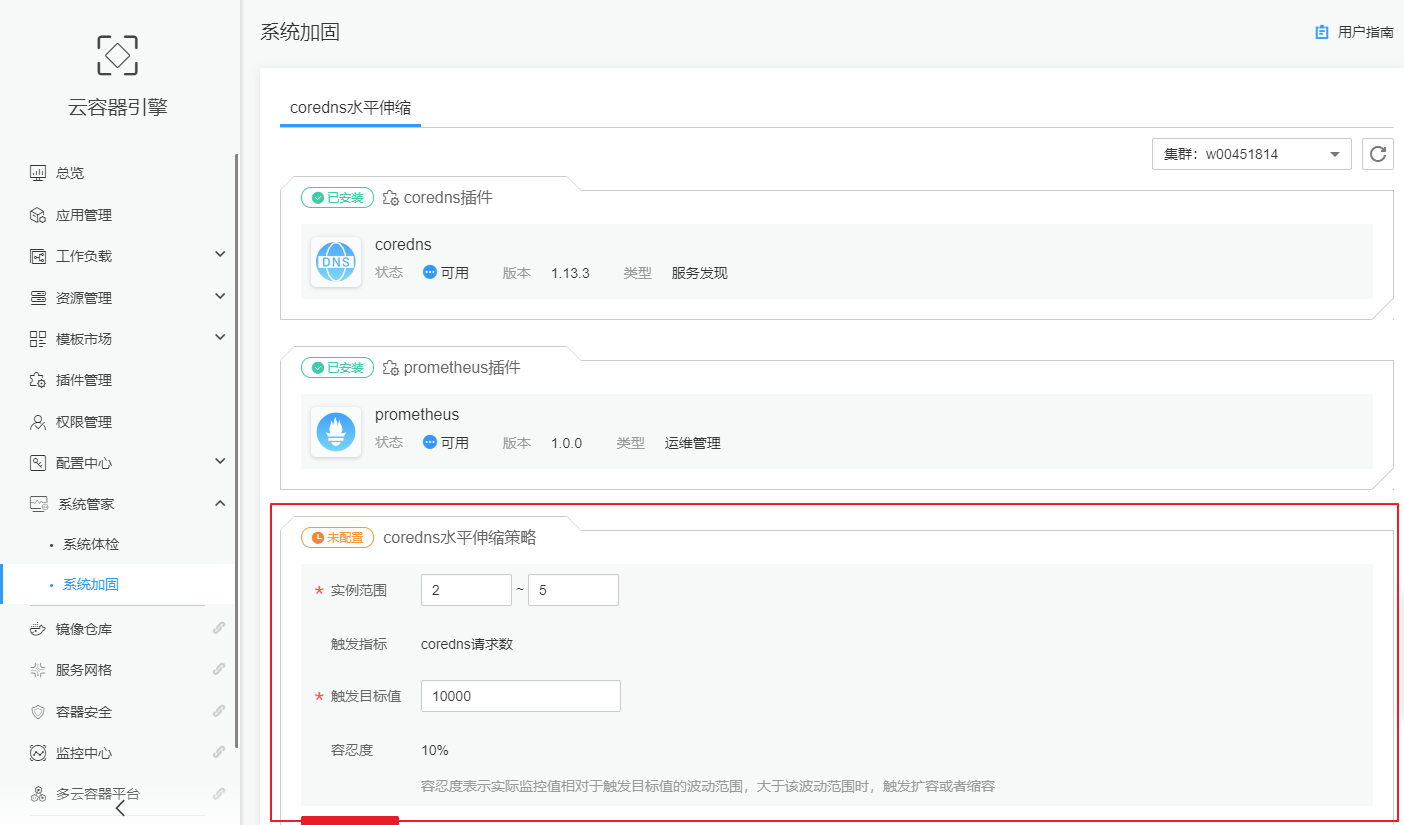 云容器引擎
总览
应用管理
工作负载
资源管理
模板市场
插件管理
权限管理
配置中心
系统管家
系统体检
系统加固
镜像仓库
服务网格
容器安全
监控中心
多云容器平台
系统加固
用户指南
coredns水平伸缩
集群：w00451814
已安装 coredns插件
DNS
coredns
状态 可用 版本 1.13.3 类型 服务发现
已安装 prometheus插件
prometheus
状态 可用 版本 1.0.0 类型 运维管理
未配置 coredns水平伸缩策略
* 实例范围 2 ~ 5
触发指标 coredns请求数
* 触发目标值 10000
容忍度 10%
容忍度表示实际监控值相对于触发目标值的波动范围，大于该波动范围时，触发扩容或者缩容